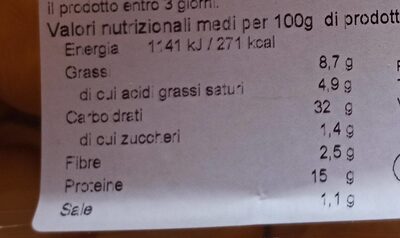 il prodotto entro 3 giorni.
Valori nutrizionali medi per 100g di prodott
Energia 1141 kJ / 271 kcal
Grassi 8,7 g
di cui acidi grassi saturi 4,9 g
Carboidrati 32 g
di cui zuccheri 1,4 g
Fibre 2,5 g
Proteine 15 g
Sale 1,1 g